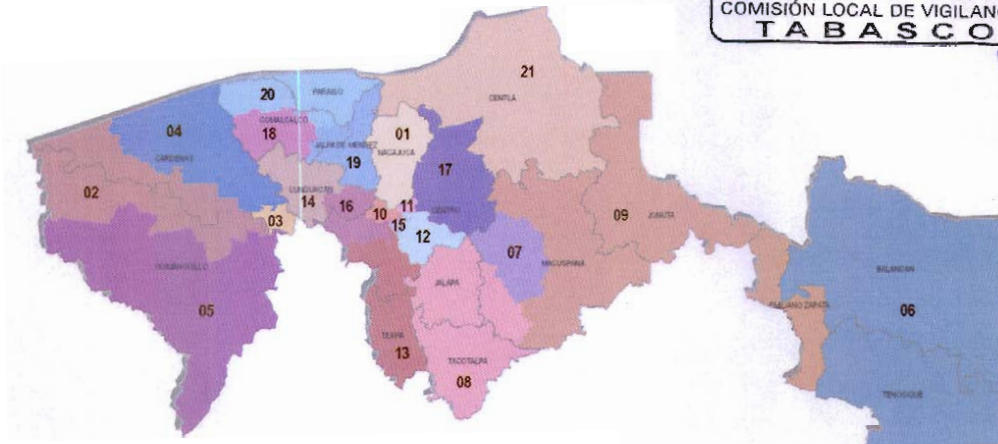 COMISIÓN LOCAL DE VIGILANC
TABASCO
21
CENTLA
20
PARAISO
COMALCALCO
04
18
01
JALPA DE MENDEZ
NACAJUCA
CARDENAS
19
17
02
CUNDUACAN
14
16
11
CENTRO
10
03
15
12
09
JONUTA
07
MACUSPANA
HUIMANGUILLO
BALANCAN
JALAPA
EMILIANO ZAPATA
05
06
TEAPA
13
TACOTALPA
08
TENOSIQUE